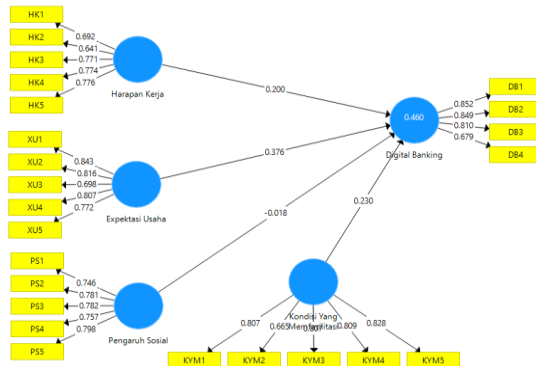 HK1
HK2
HK3
HK4
HK5
0.692
0.641
0.771
0.774
0.776
Harapan Kerja
0.200
XU1
XU2
XU3
XU4
XU5
0.843
0.816
0.698
0.807
0.772
Expektasi Usaha
0.376
PS1
PS2
PS3
PS4
PS5
0.746
0.781
0.782
0.757
0.798
Pengaruh Sosial
-0.018
0.460
Digital Banking
DB1
DB2
DB3
DB4
0.852
0.849
0.810
0.679
0.230
Kondisi Yang
Memfasilitasi
0.807
0.665
0.809
0.828
KYM1
KYM2
KYM3
KYM4
KYM5